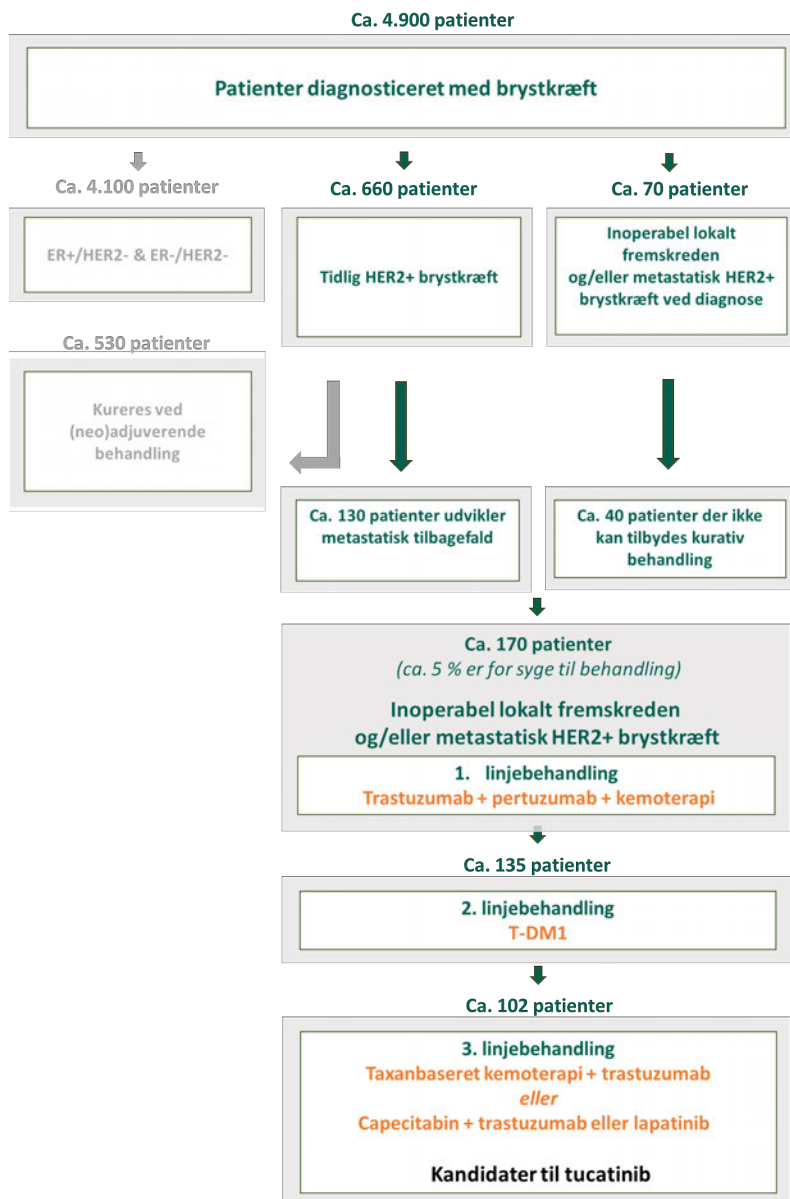 Ca. 4.900 patienter
Patienter diagnosticeret med brystkræft
Ca. 4.100 patienter
ER+/HER2- & ER-/HER2-
Ca. 660 patienter
Tidlig HER2+ brystkræft
Ca. 70 patienter
Inoperabel lokalt
fremskreden
og/eller metastatisk HER2+
brystkræft ved diagnose
Ca. 530 patienter
Kureres ved
(neo)adjuverende
behandling
Ca. 130 patienter udvikler
metastatisk tilbagefald
Ca. 40 patienter der ikke
kan tilbydes kurativ
behandling
Ca. 170 patienter
(ca. 5 % er for syge til behandling)
Inoperabel lokalt fremskreden
og/eller metastatisk HER2+ brystkræft
1. linjebehandling
Trastuzumab + pertuzumab + kemoterapi
Ca. 135 patienter
2. linjebehandling
T-DM1
Ca. 102 patienter
3. linjebehandling
Taxanbaseret kemoterapi + trastuzumab
eller
Capecitabin + trastuzumab eller lapatinib
Kandidater til tucatinib